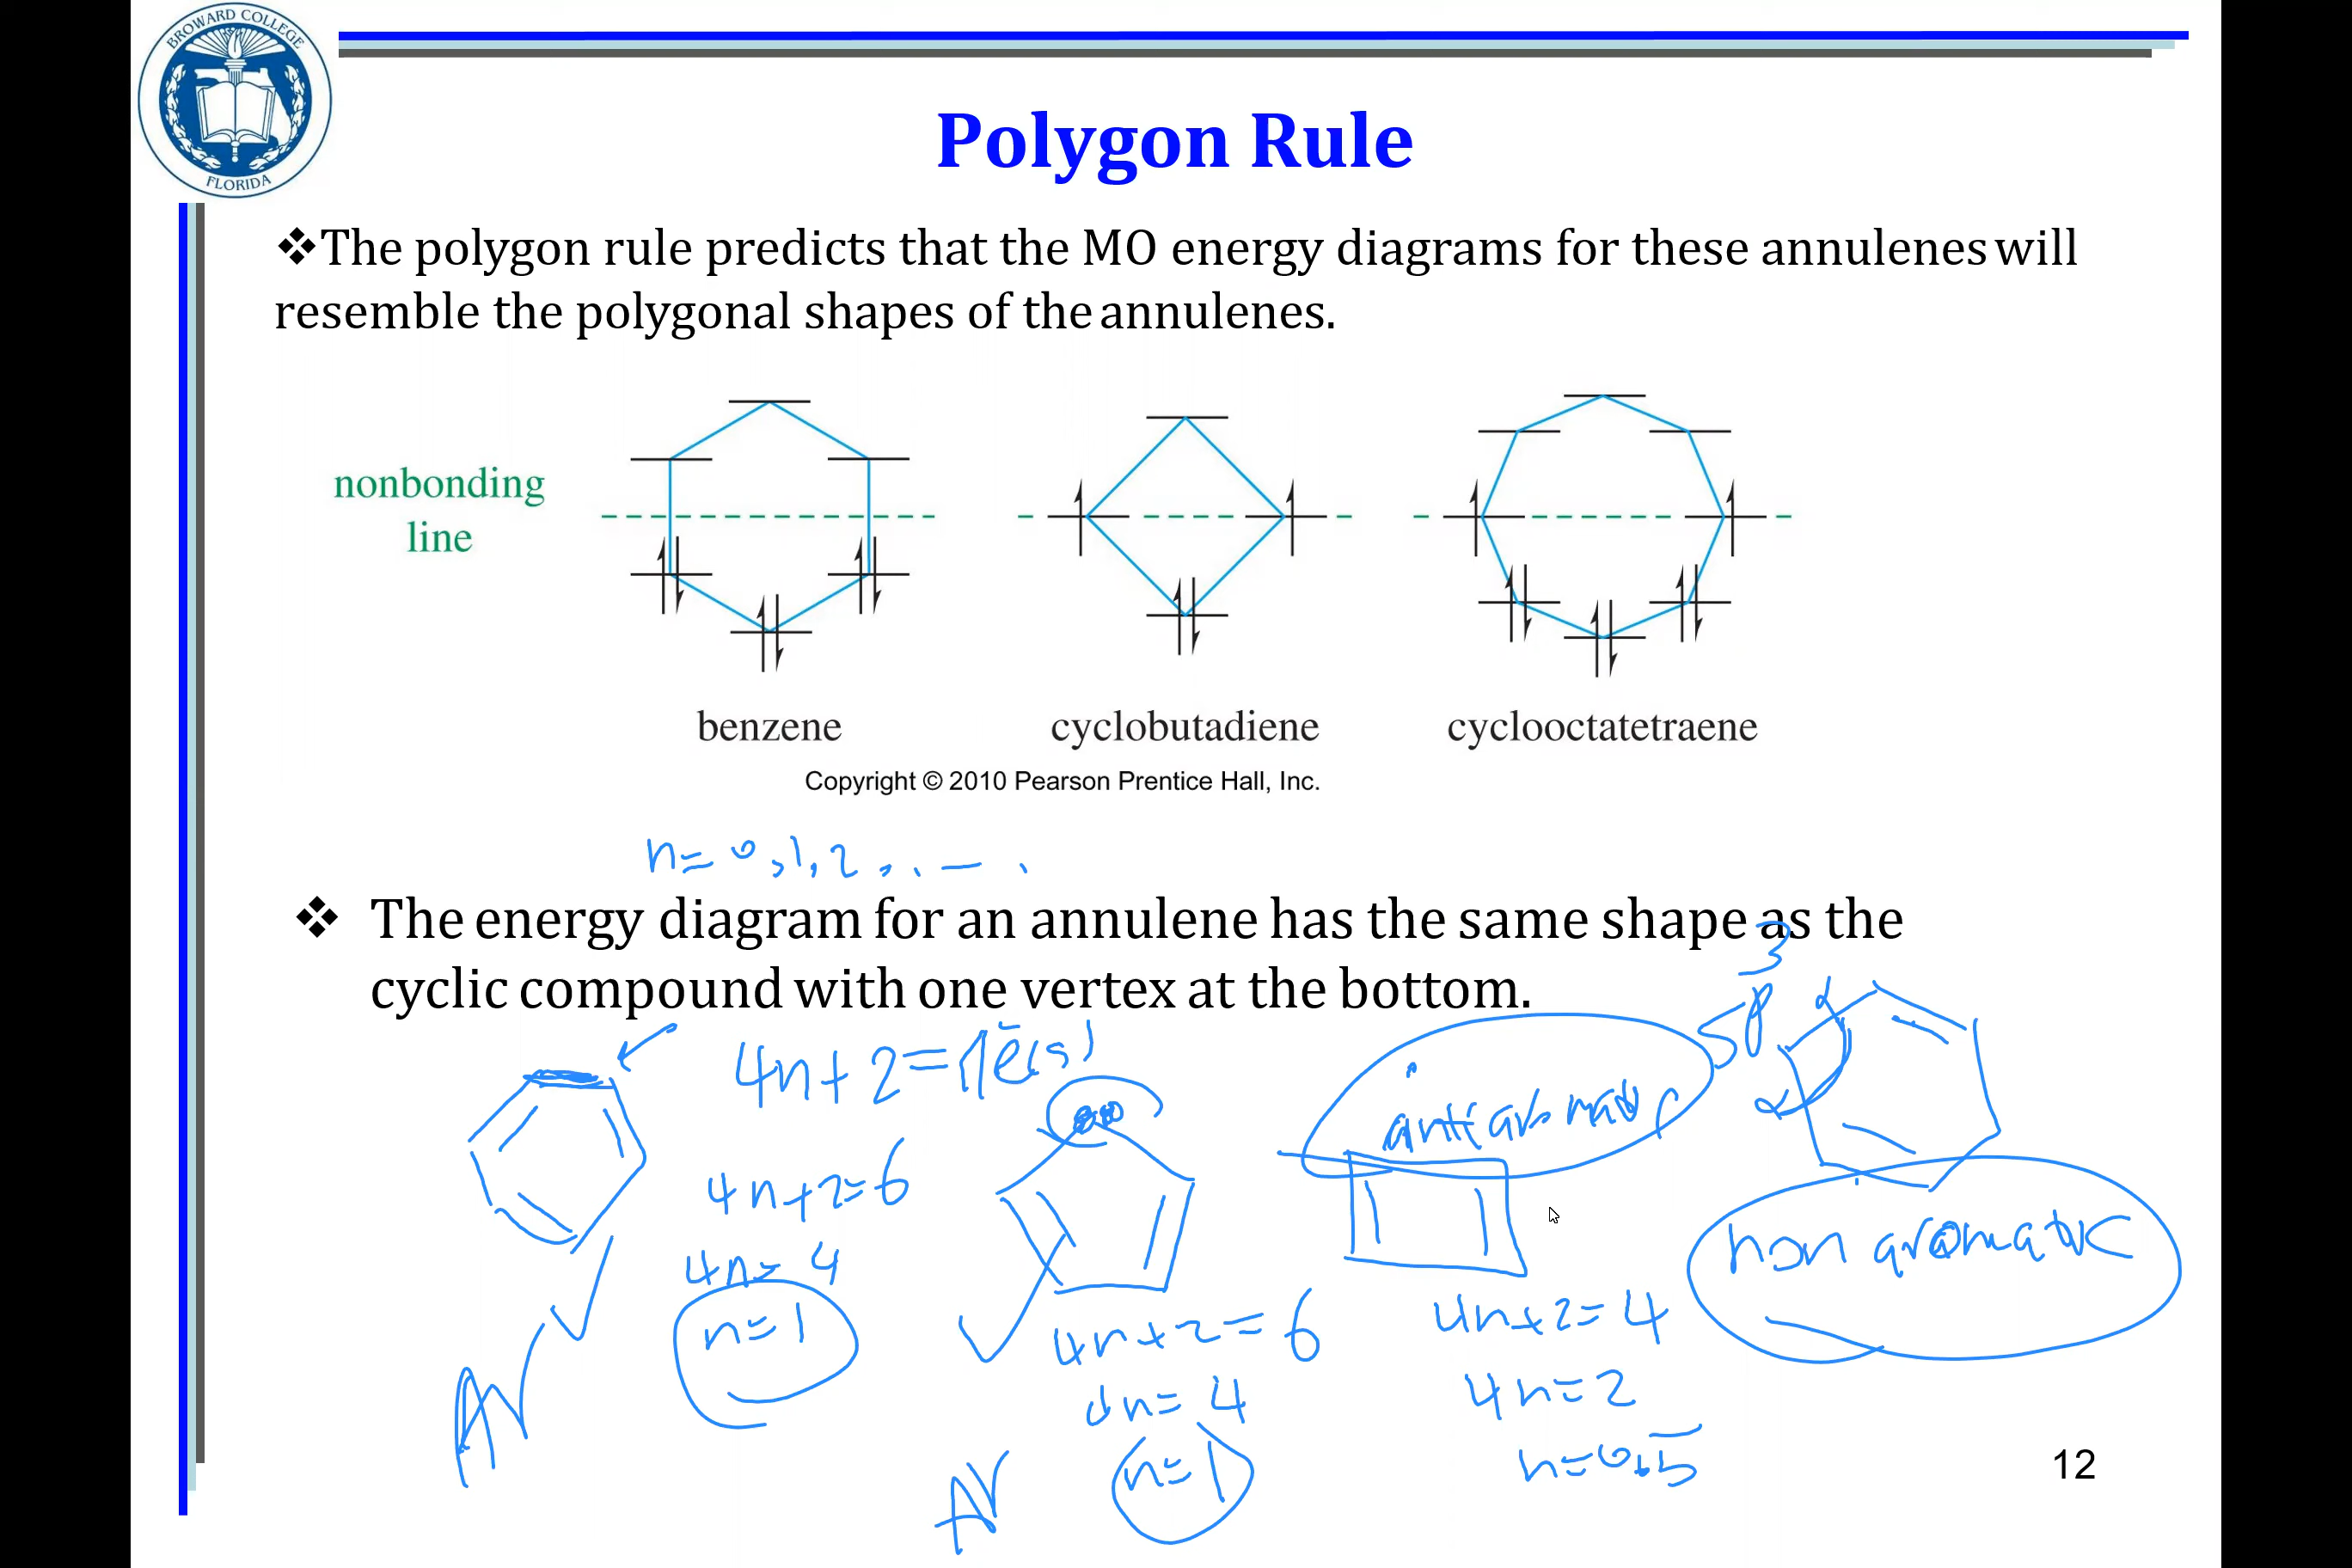 BROWARD COLLEGE
FLORIDA
Polygon Rule
❖The polygon rule predicts that the MO energy diagrams for these annulenes will
resemble the polygonal shapes of the annulenes.
nonbonding
line
benzene
cyclobutadiene
cyclooctatetraene
Copyright © 2010 Pearson Prentice Hall, Inc.
n= 0,1,2
❖ The energy diagram for an annulene has the same shape as the
cyclic compound with one vertex at the bottom.
4n+2=
4n+2=6
4n= 4
n=1
Ar
4n+2=6
4n=4
n=1
Ar
antiaromatic
4n+2=4
4n=2
n=0.5
sp3
non aromatic
12